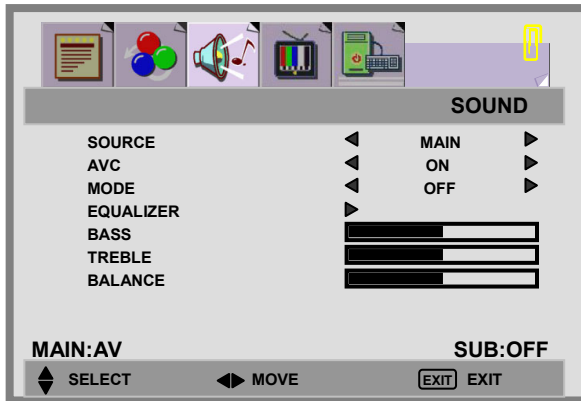 SOUND
SOURCE MAIN
AVC ON
MODE OFF
EQUALIZER
BASS
TREBLE
BALANCE
MAIN:AV SUB:OFF
SELECT MOVE EXIT EXIT